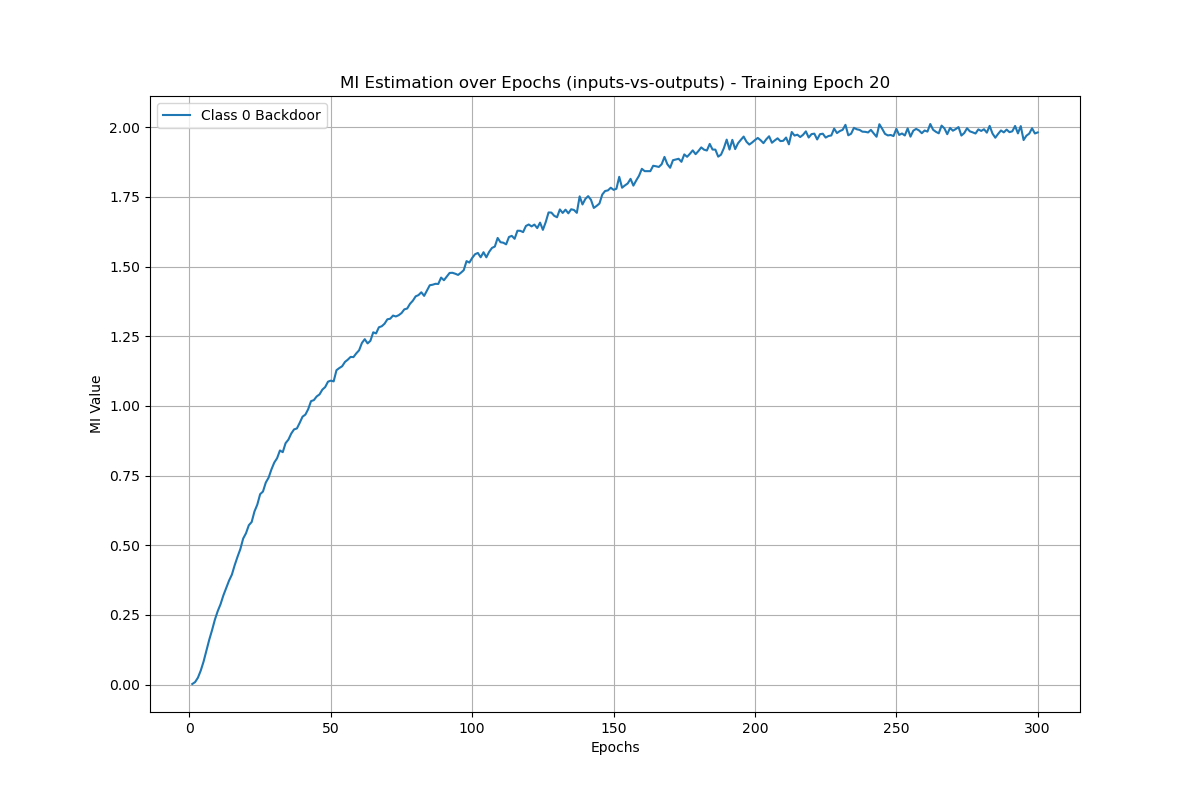 MI Estimation over Epochs (inputs-vs-outputs) - Training Epoch 20
Class 0 Backdoor
MI Value
2.00
1.75
1.50
1.25
1.00
0.75
0.50
0.25
0.00
0 50 100 150 200 250 300
Epochs